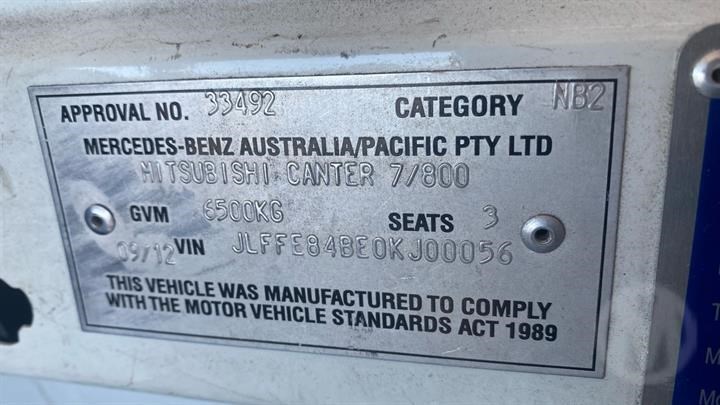 APPROVAL NO. 33492 CATEGORY NB2
MERCEDES-BENZ AUSTRALIA/PACIFIC PTY LTD
MITSUBISHI CANTER 7/800
GVM 6500KG SEATS 3
09/12 VIN JLFFE84BE0KJ00056
THIS VEHICLE WAS MANUFACTURED TO COMPLY
WITH THE MOTOR VEHICLE STANDARDS ACT 1989